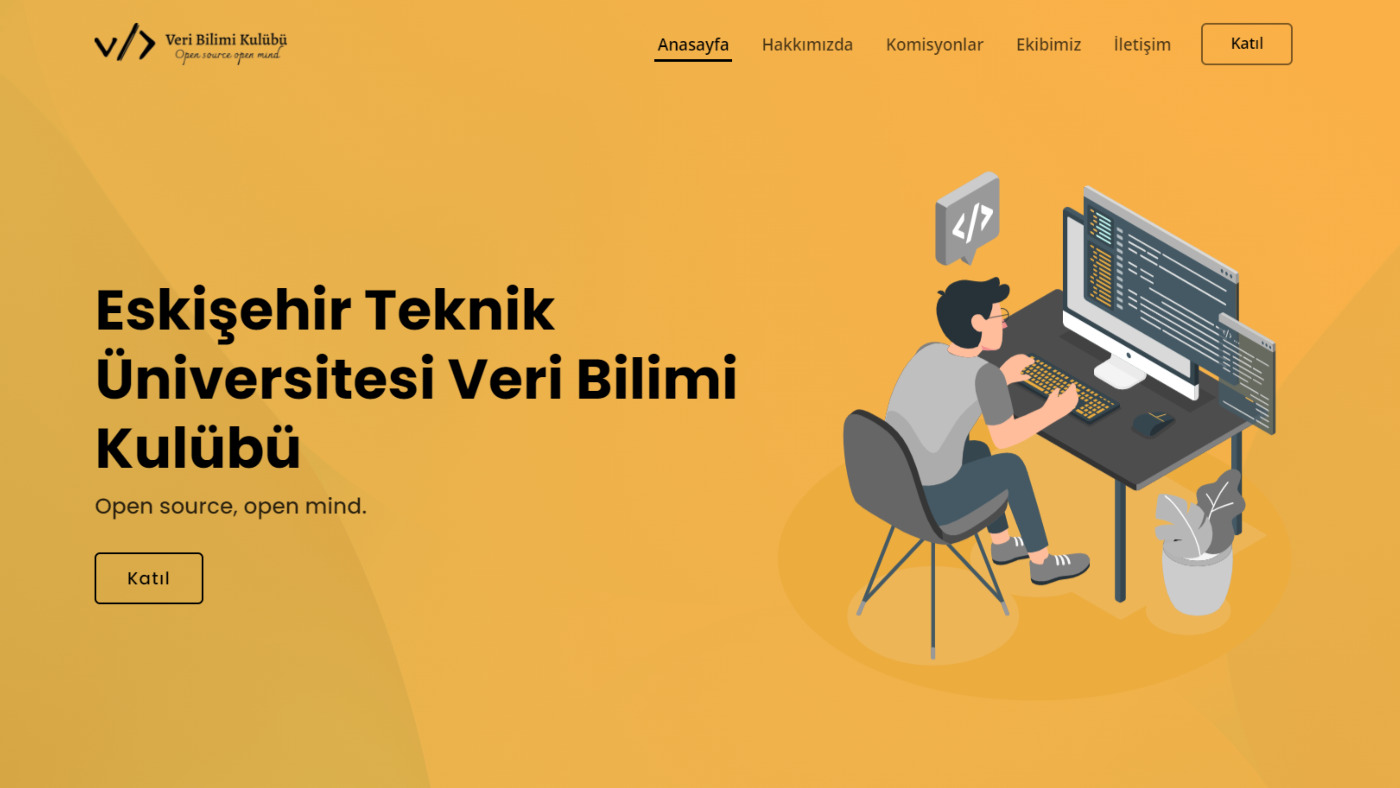 Veri Bilimi Kulübü
Open source open mind.
Anasayfa
Hakkımızda
Komisyonlar
Ekibimiz
İletişim
Katıl
</>
Eskişehir Teknik
Üniversitesi Veri Bilimi
Kulübü
Open source, open mind.
Katıl